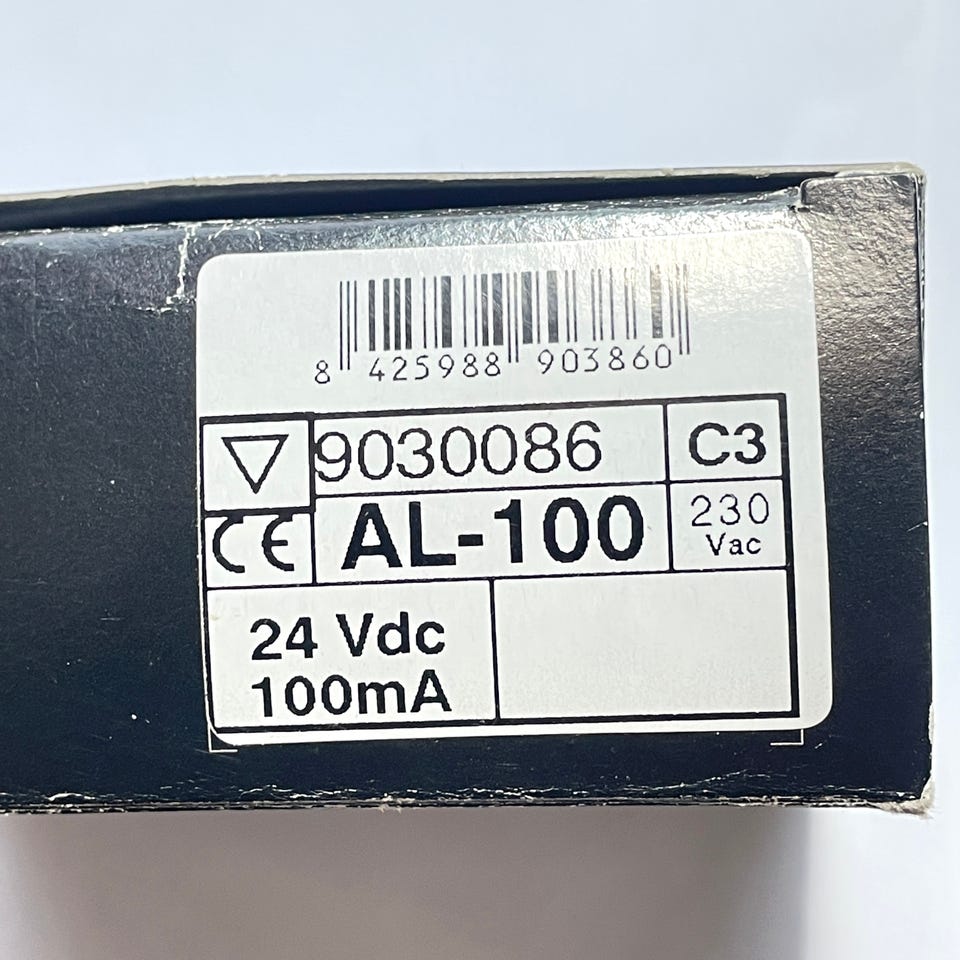 8 425988 903860
9030086 C3
CE AL-100 230
Vac
24 Vdc
100mA